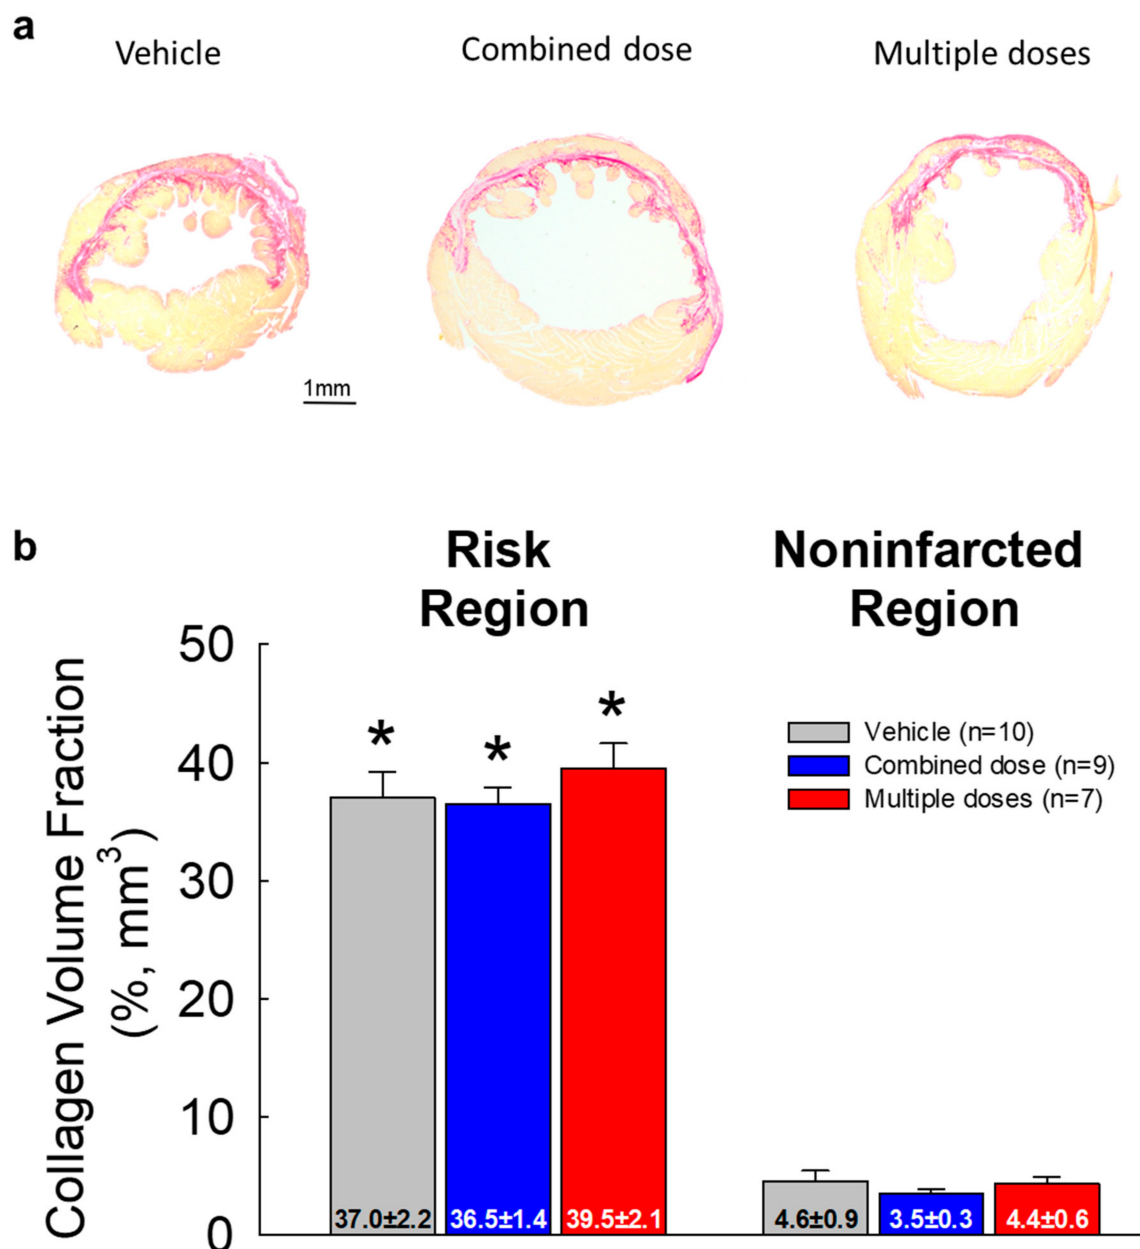 a
Vehicle
Combined dose
Multiple doses
1mm
b
Risk
Region
Noninfarcted
Region
Collagen Volume Fraction
(%, mm³)
50
40
30
20
10
0
*
*
*
Vehicle (n=10)
Combined dose (n=9)
Multiple doses (n=7)
37.0±2.2
36.5±1.4
39.5±2.1
4.6±0.9
3.5±0.3
4.4±0.6